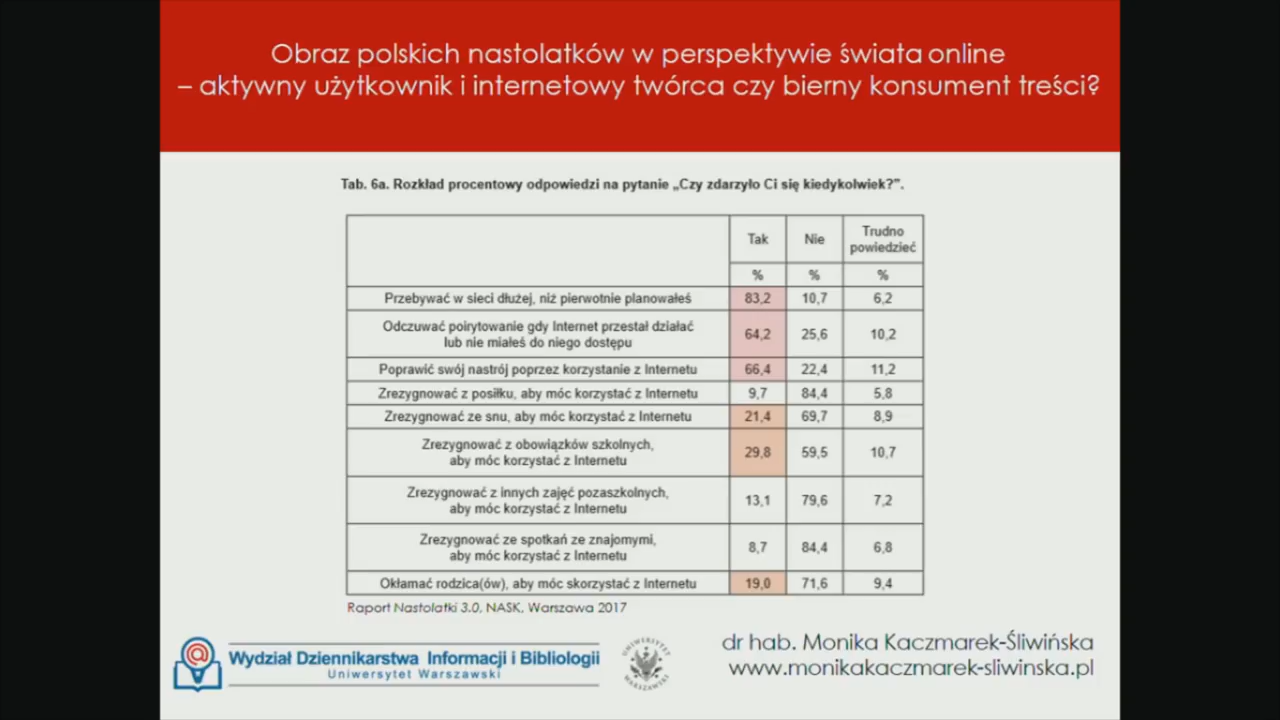 Obraz polskich nastolatków w perspektywie świata online
– aktywny użytkownik i internetowy twórca czy bierny konsument treści?
Tab. 6a. Rozkład procentowy odpowiedzi na pytanie „Czy zdarzyło Ci się kiedykolwiek?”.
Tak Nie Trudno powiedzieć
% % %
Przebywać w sieci dłużej, niż pierwotnie planowałeś 83,2 10,7 6,2
Odczuwać poirytowanie gdy Internet przestał działać
lub nie miałeś do niego dostępu 64,2 25,6 10,2
Poprawić swój nastrój poprzez korzystanie z Internetu 66,4 22,4 11,2
Zrezygnować z posiłku, aby móc korzystać z Internetu 9,7 84,4 5,8
Zrezygnować ze snu, aby móc korzystać z Internetu 21,4 69,7 8,9
Zrezygnować z obowiązków szkolnych,
aby móc korzystać z Internetu 29,8 59,5 10,7
Zrezygnować z innych zajęć pozaszkolnych,
aby móc korzystać z Internetu 13,1 79,6 7,2
Zrezygnować ze spotkań ze znajomymi,
aby móc korzystać z Internetu 8,7 84,4 6,8
Okłamać rodzica(ów), aby móc skorzystać z Internetu 19,0 71,6 9,4
Raport Nastolatki 3.0, NASK, Warszawa 2017
Wydział Dziennikarstwa Informacji i Bibliologii
Uniwersytet Warszawski
UNIWERSYTET WARSZAWSKI
dr hab. Monika Kaczmarek-Śliwińska
www.monikakaczmarek-sliwinska.pl